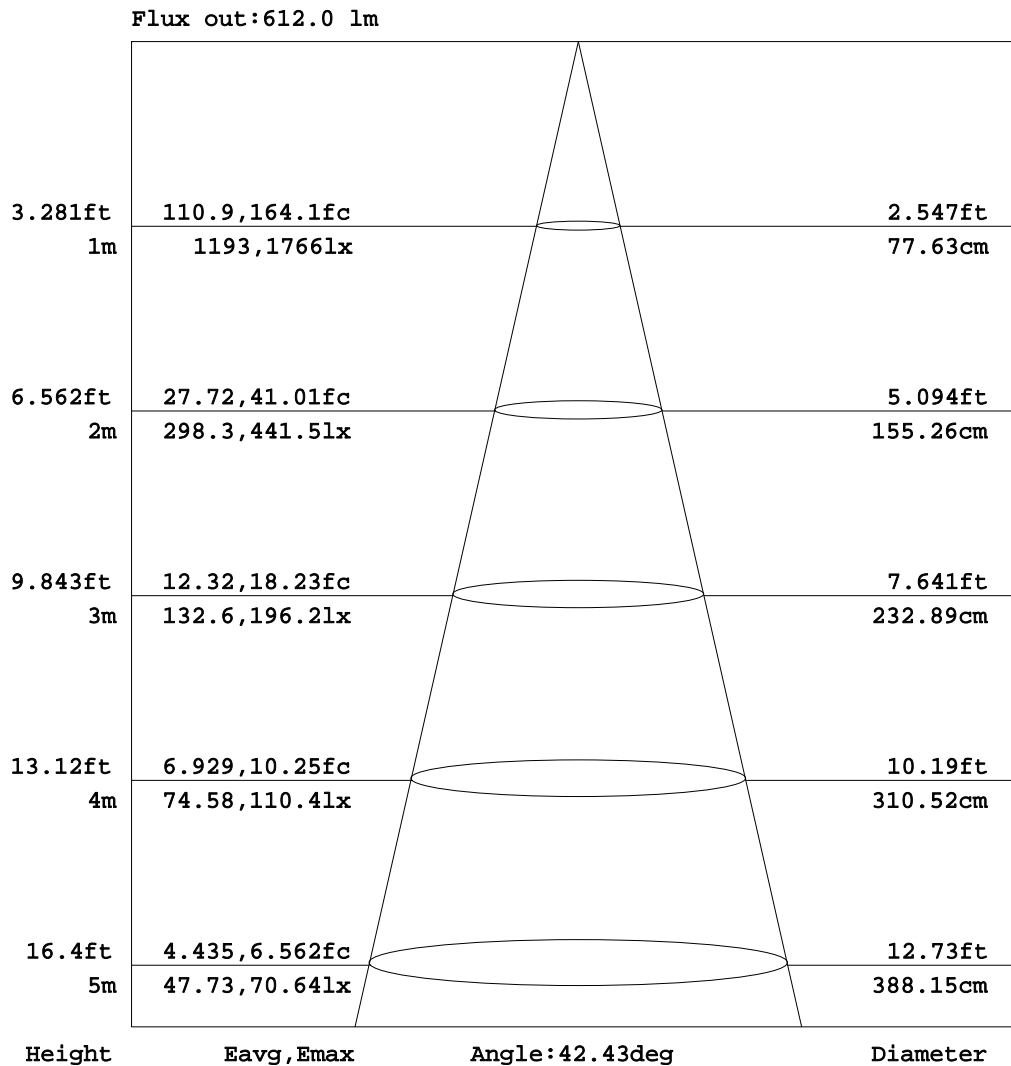 Flux out:612.0 lm
3.281ft 110.9,164.1fc 2.547ft
1m 1193,1766lx 77.63cm
6.562ft 27.72,41.01fc 5.094ft
2m 298.3,441.5lx 155.26cm
9.843ft 12.32,18.23fc 7.641ft
3m 132.6,196.2lx 232.89cm
13.12ft 6.929,10.25fc 10.19ft
4m 74.58,110.4lx 310.52cm
16.4ft 4.435,6.562fc 12.73ft
5m 47.73,70.64lx 388.15cm
Height Eavg,Emax Angle:42.43deg Diameter